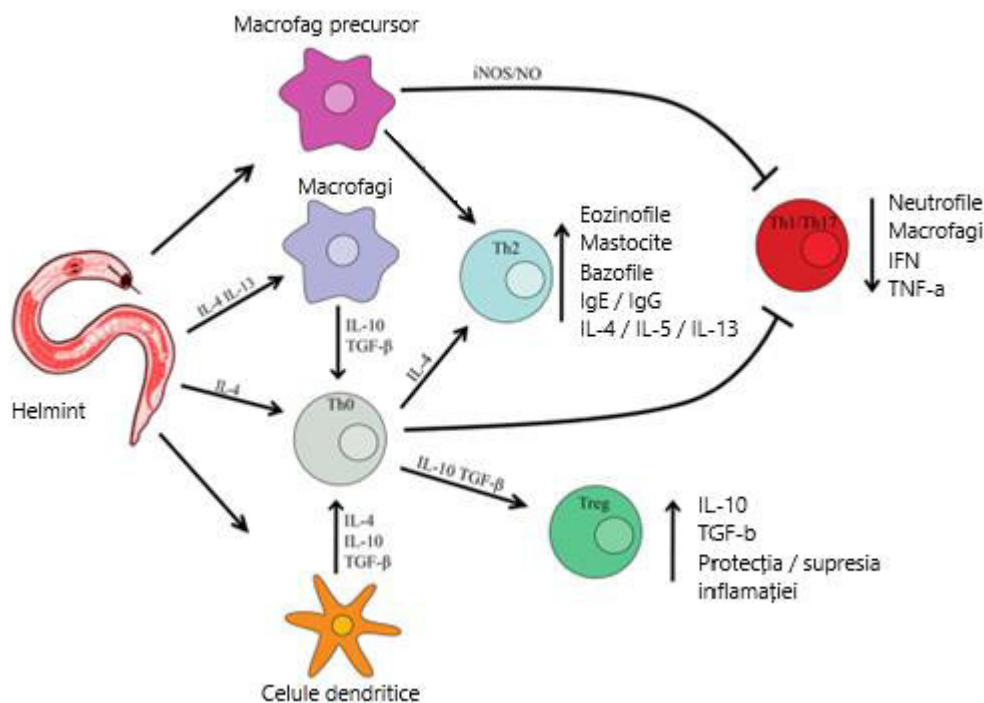 Macrofag precursor
iNOS/NO
Macrofagi
IL-4 IL-13
IL-10
TGF-β
Th2
Eozinofile
Mastocite
Bazofile
IgE / IgG
IL-4 / IL-5 / IL-13
Th1/Th17
Neutrofile
Macrofagi
IFN
TNF-a
Helmint
IL-4
Th0
IL-4
IL-10 TGF-β
Treg
IL-10
TGF-b
Protecția / supresia
inflamației
IL-4
IL-10
TGF-β
Celule dendritice